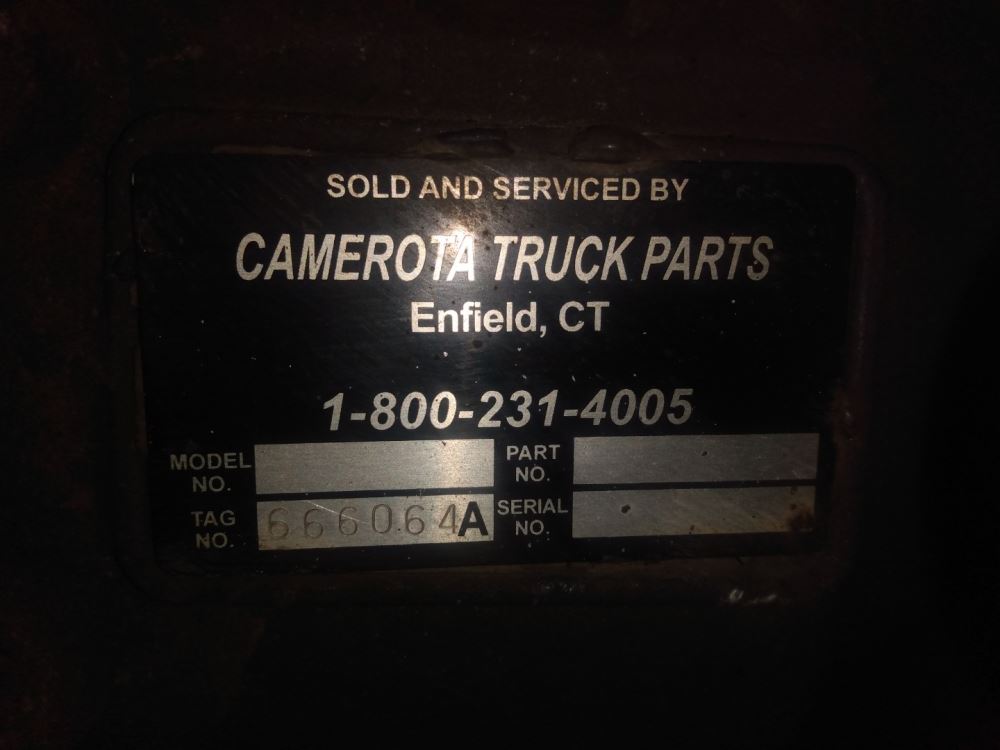 SOLD AND SERVICED BY
CAMEROTA TRUCK PARTS
Enfield, CT
1-800-231-4005
MODEL NO.
PART NO.
TAG NO. 666064A
SERIAL NO.